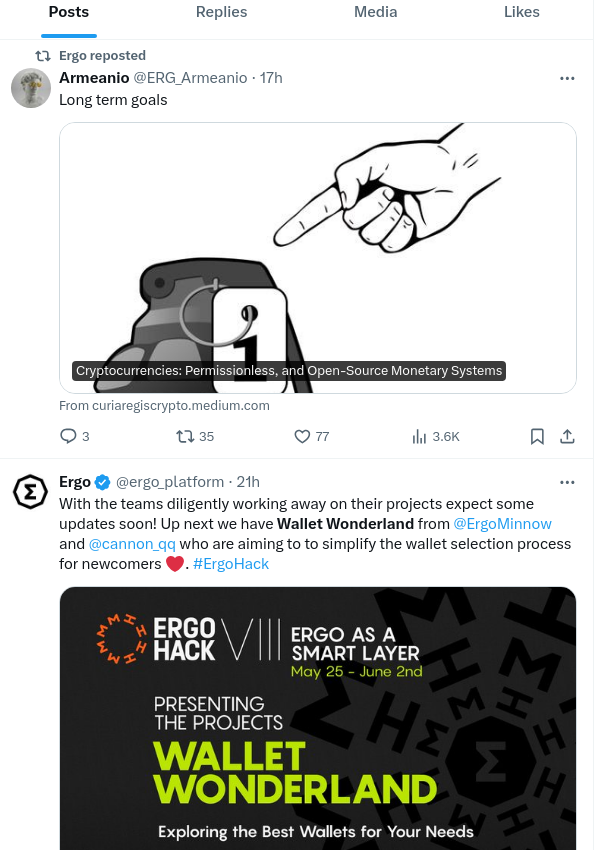 Posts Replies Media Likes
Ergo reposted
Armeanio @ERG_Armeanio · 17h
Long term goals
1
Cryptocurrencies: Permissionless, and Open-Source Monetary Systems
From curiaregiscrypto.medium.com
3 35 77 3.6K
Ergo @ergo_platform · 21h
With the teams diligently working away on their projects expect some
updates soon! Up next we have Wallet Wonderland from @ErgoMinnow
and @cannon_qq who are aiming to to simplify the wallet selection process
for newcomers ❤️. #ErgoHack
ERGO
HACK
VIII
ERGO AS A
SMART LAYER
May 25 - June 2nd
PRESENTING
THE PROJECTS
WALLET
WONDERLAND
Exploring the Best Wallets for Your Needs